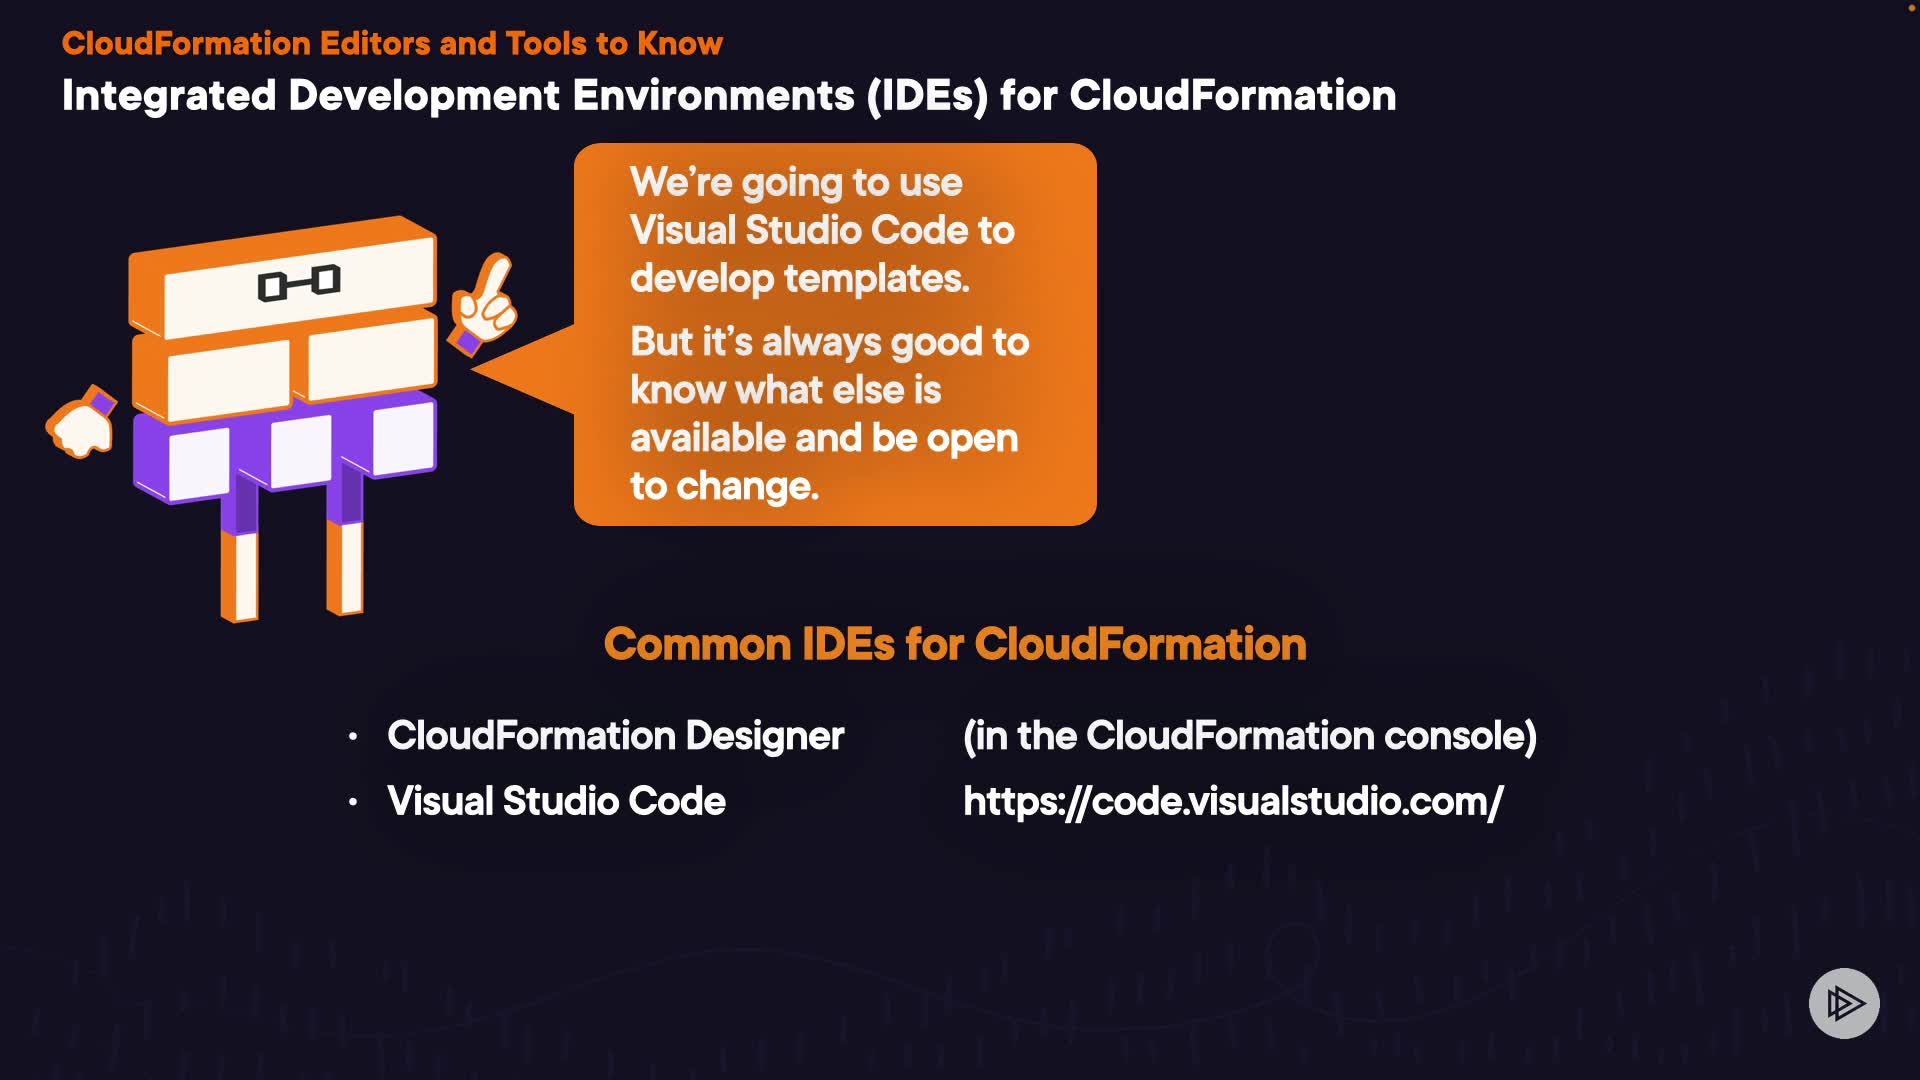 CloudFormation Editors and Tools to Know
Integrated Development Environments (IDEs) for CloudFormation
We’re going to use
Visual Studio Code to
develop templates.
But it’s always good to
know what else is
available and be open
to change.
Common IDEs for CloudFormation
• CloudFormation Designer (in the CloudFormation console)
• Visual Studio Code https://code.visualstudio.com/